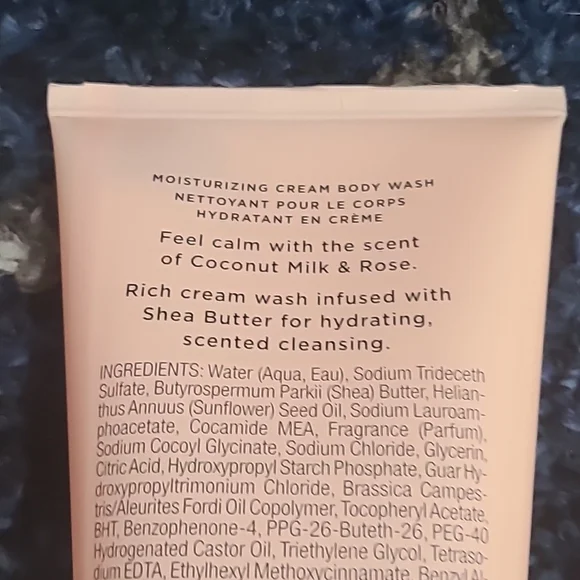 MOISTURIZING CREAM BODY WASH
NETTOYANT POUR LE CORPS
HYDRATANT EN CRÈME
Feel calm with the scent
of Coconut Milk & Rose.
Rich cream wash infused with
Shea Butter for hydrating,
scented cleansing.
INGREDIENTS: Water (Aqua, Eau), Sodium Trideceth
Sulfate, Butyrospermum Parkii (Shea) Butter, Helian-
thus Annuus (Sunflower) Seed Oil, Sodium Lauroam-
phoacetate, Cocamide MEA, Fragrance (Parfum),
Sodium Cocoyl Glycinate, Sodium Chloride, Glycerin,
Citric Acid, Hydroxypropyl Starch Phosphate, Guar Hy-
droxypropyltrimonium Chloride, Brassica Campes-
tris/Aleurites Fordi Oil Copolymer, Tocopheryl Acetate,
BHT, Benzophenone-4, PPG-26-Buteth-26, PEG-40
Hydrogenated Castor Oil, Triethylene Glycol, Tetraso-
dium EDTA, Ethylhexyl Methoxycinnamate, Benzyl Al-